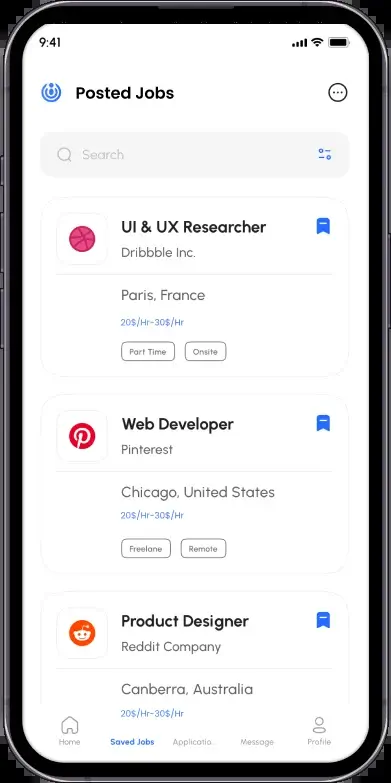 9:41
Posted Jobs
Search
UI & UX Researcher
Dribbble Inc.
Paris, France
20$/Hr-30$/Hr
Part Time Onsite
Web Developer
Pinterest
Chicago, United States
20$/Hr-30$/Hr
Freelane Remote
Product Designer
Reddit Company
Canberra, Australia
20$/Hr-30$/Hr
Home Saved Jobs Applicatio.. Message Profile